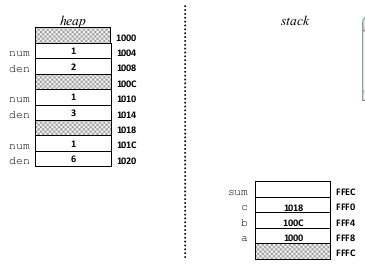 heap
1000
num 1 1004
den 2 1008
100C
num 1 1010
den 3 1014
1018
num 1 101C
den 6 1020
stack
sum FFEC
c 1018 FFF0
b 100C FFF4
a 1000 FFF8
FFFC